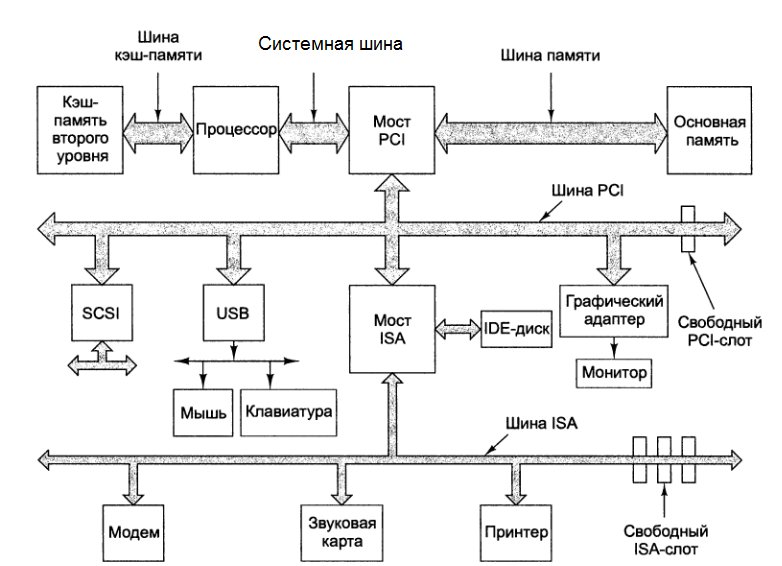 Шина
кэш-памяти
Системная шина
Шина памяти
Кэш-
память
второго
уровня
Процессор
Мост
PCI
Основная
память
Шина PCI
SCSI
USB
Мост
ISA
IDE-диск
Графический
адаптер
Свободный
PCI-слот
Монитор
Мышь
Клавиатура
Шина ISA
Модем
Звуковая
карта
Принтер
Свободный
ISA-слот